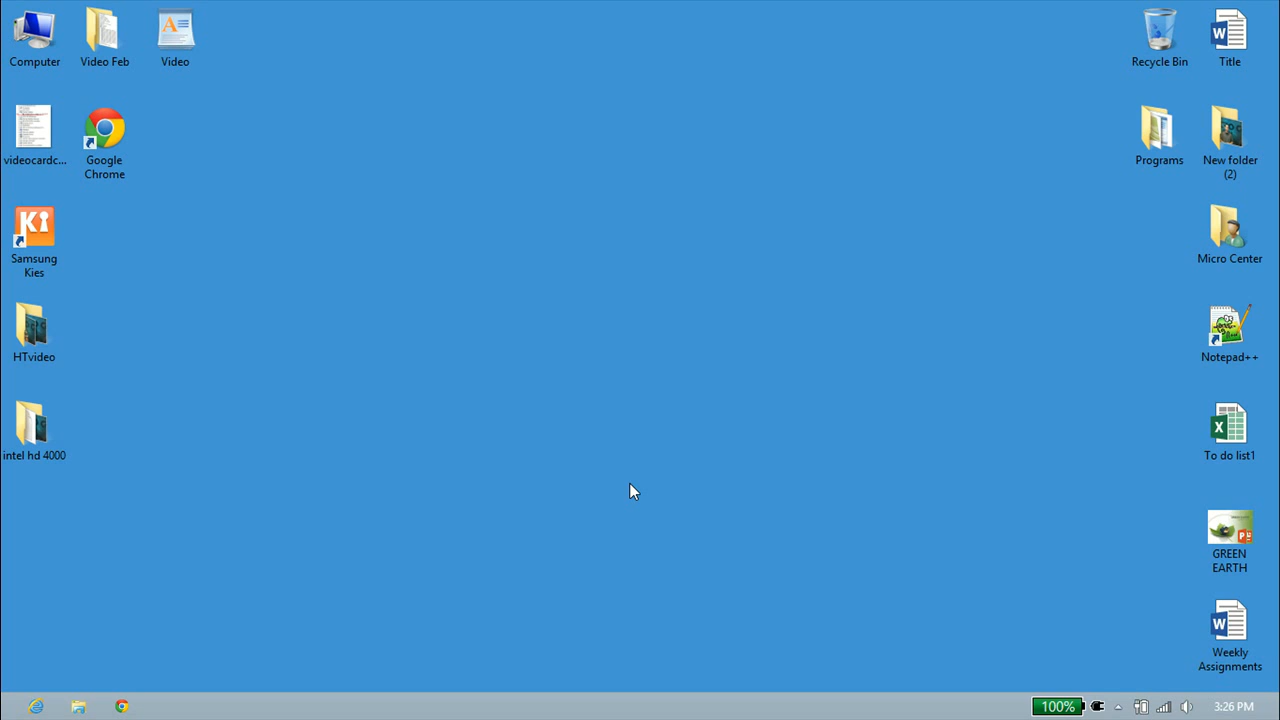 Computer
Video Feb
Video
Recycle Bin
Title
videocardc...
Google
Chrome
Programs
New folder
(2)
Samsung
Kies
Micro Center
HTvideo
Notepad++
intel hd 4000
To do list1
GREEN
EARTH
Weekly
Assignments
100%
3:26 PM